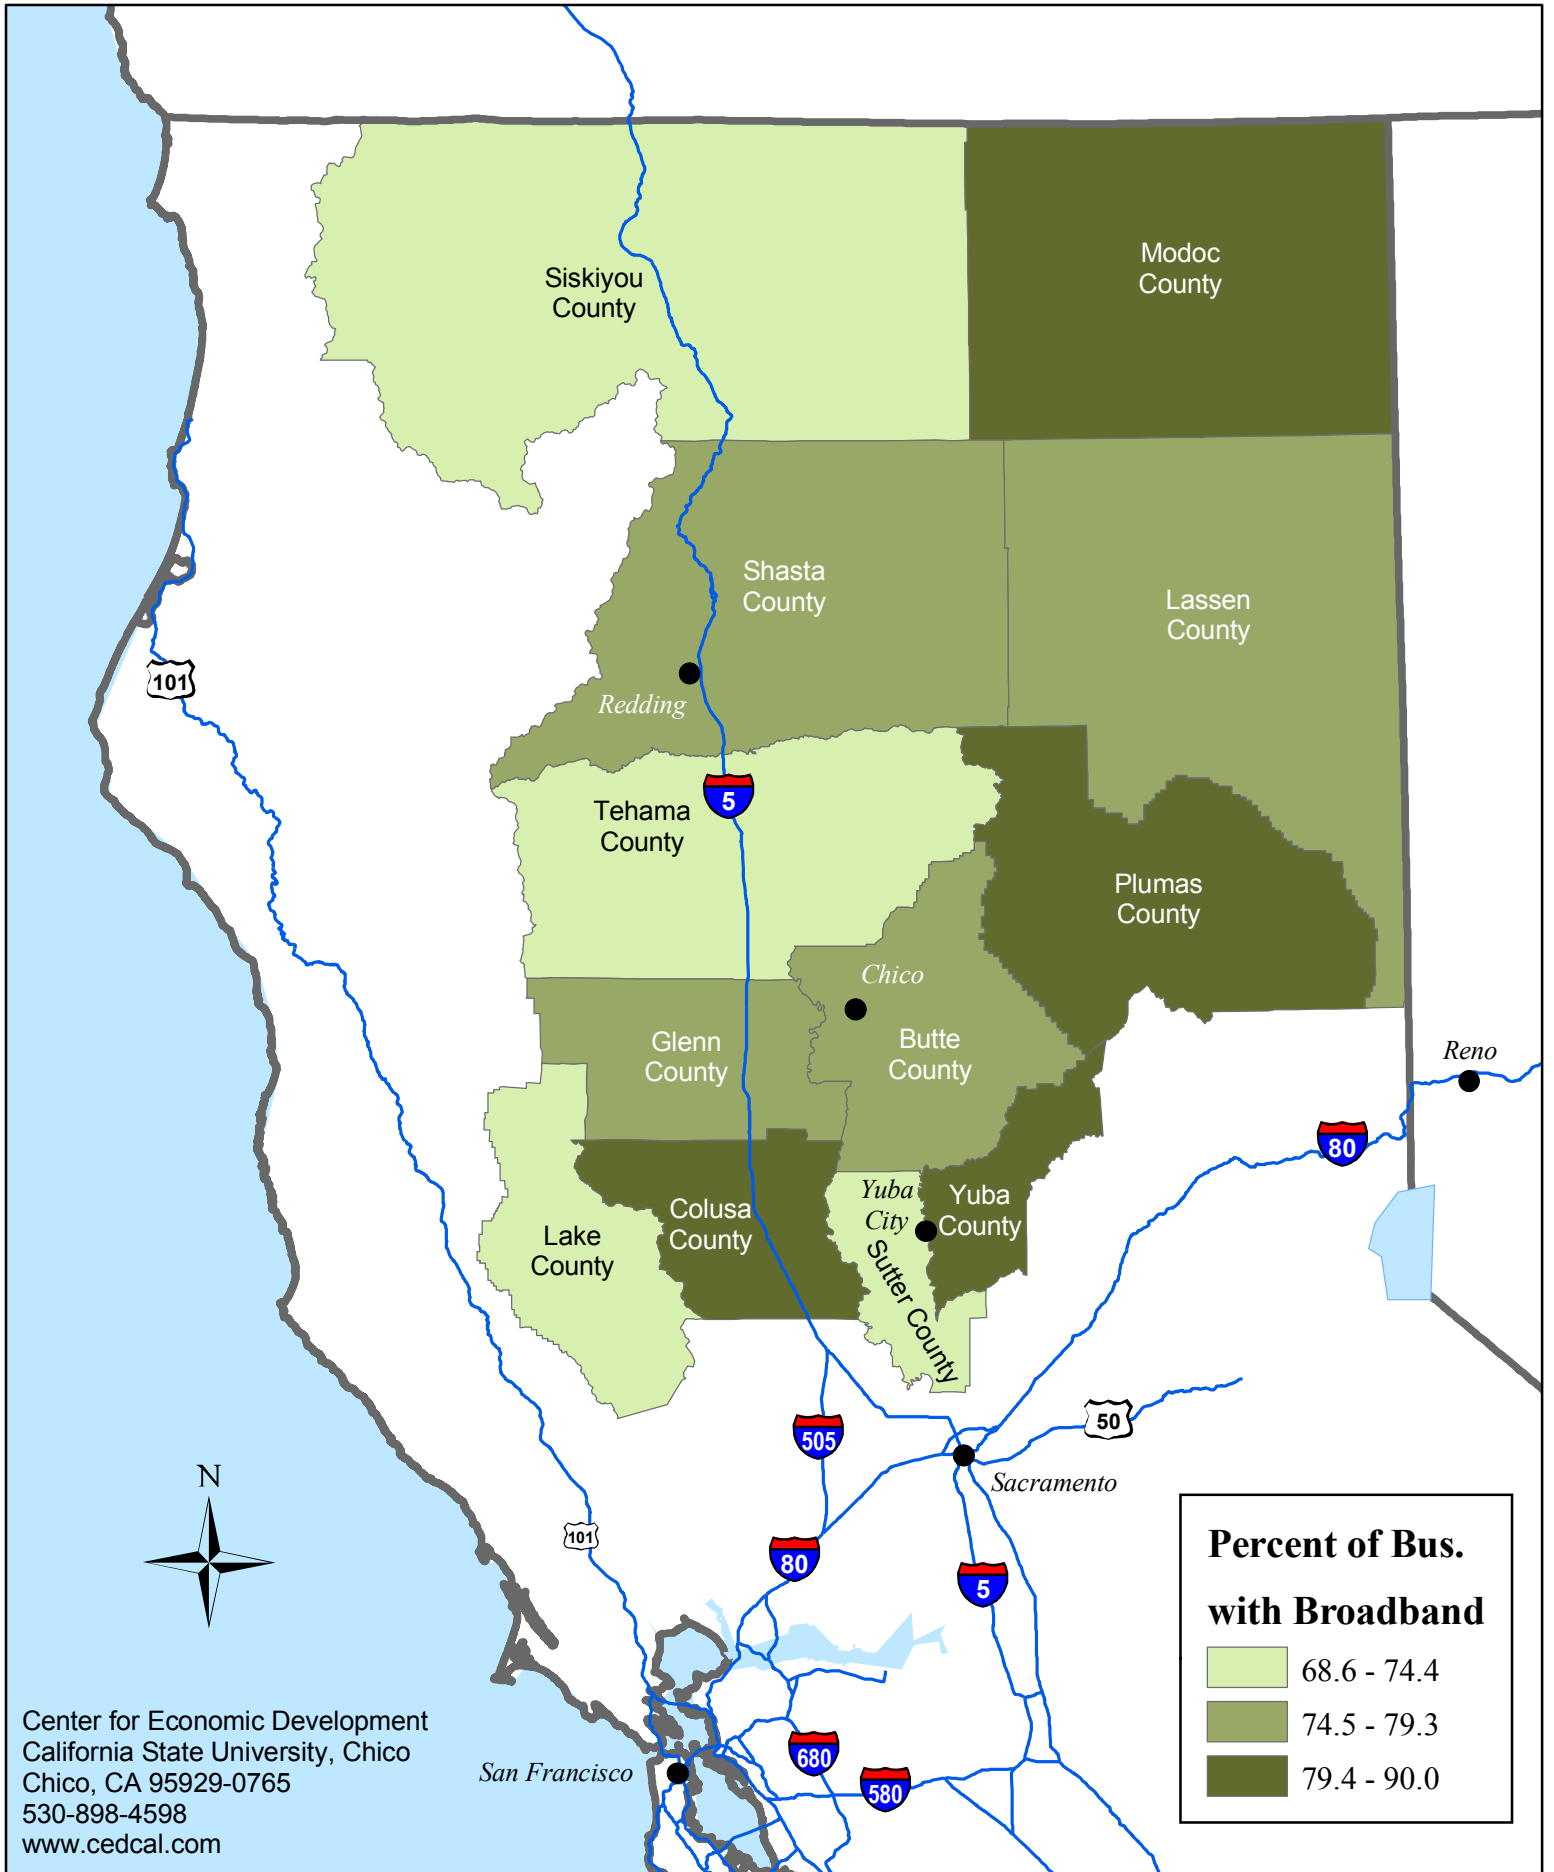 Siskiyou
County
Modoc
County
Shasta
County
Lassen
County
101
Redding
5
Tehama
County
Plumas
County
Chico
Glenn
County
Butte
County
Reno
80
Yuba
City
Yuba
County
Colusa
County
Lake
County
Sutter County
505
50
Sacramento
N
101
80
5
Percent of Bus.
with Broadband
68.6 - 74.4
74.5 - 79.3
79.4 - 90.0
Center for Economic Development
California State University, Chico
Chico, CA 95929-0765
530-898-4598
www.cedcal.com
San Francisco
680
580